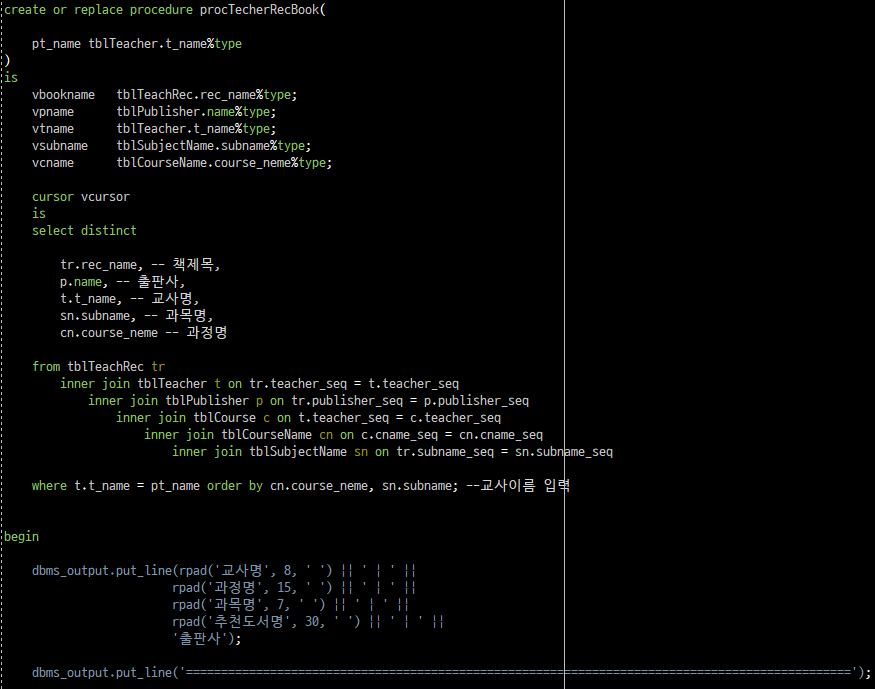 create or replace procedure procTecherRecBook(
pt_name tblTeacher.t_name%type
)
is
vbookname tblTeachRec.rec_name%type;
vpname tblPublisher.name%type;
vtname tblTeacher.t_name%type;
vsubname tblSubjectName.subname%type;
vcname tblCourseName.course_neme%type;
cursor vcursor
is
select distinct
tr.rec_name, -- 책제목,
p.name, -- 출판사,
t.t_name, -- 교사명,
sn.subname, -- 과목명,
cn.course_neme -- 과정명
from tblTeachRec tr
inner join tblTeacher t on tr.teacher_seq = t.teacher_seq
inner join tblPublisher p on tr.publisher_seq = p.publisher_seq
inner join tblCourse c on t.teacher_seq = c.teacher_seq
inner join tblCourseName cn on c.cname_seq = cn.cname_seq
inner join tblSubjectName sn on tr.subname_seq = sn.subname_seq
where t.t_name = pt_name order by cn.course_neme, sn.subname; --교사이름 입력
begin
dbms_output.put_line(rpad('교사명', 8, ' ') || ' | ' ||
rpad('과정명', 15, ' ') || ' | ' ||
rpad('과목명', 7, ' ') || ' | ' ||
rpad('추천도서명', 30, ' ') || ' | ' ||
'출판사');
dbms_output.put_line('===============================================================================================');